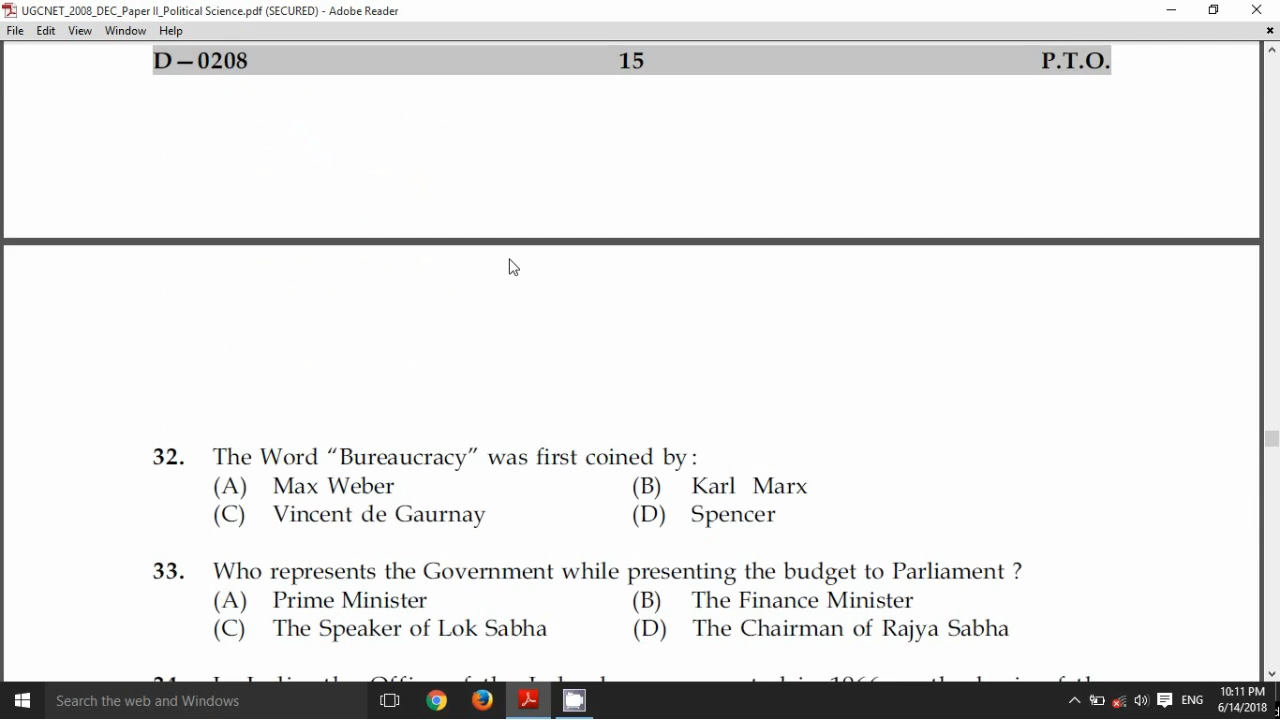 UGCNET_2008_DEC_Paper II_Political Science.pdf (SECURED) - Adobe Reader
File Edit View Window Help
D – 0208 15 P.T.O.
32. The Word “Bureaucracy” was first coined by :
(A) Max Weber (B) Karl Marx
(C) Vincent de Gaurnay (D) Spencer
33. Who represents the Government while presenting the budget to Parliament ?
(A) Prime Minister (B) The Finance Minister
(C) The Speaker of Lok Sabha (D) The Chairman of Rajya Sabha
Search the web and Windows
ENG
10:11 PM
6/14/2018